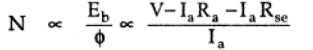 N ∝ E_b/ϕ ∝ (V – I_a R_a – I_a R_se)/I_a